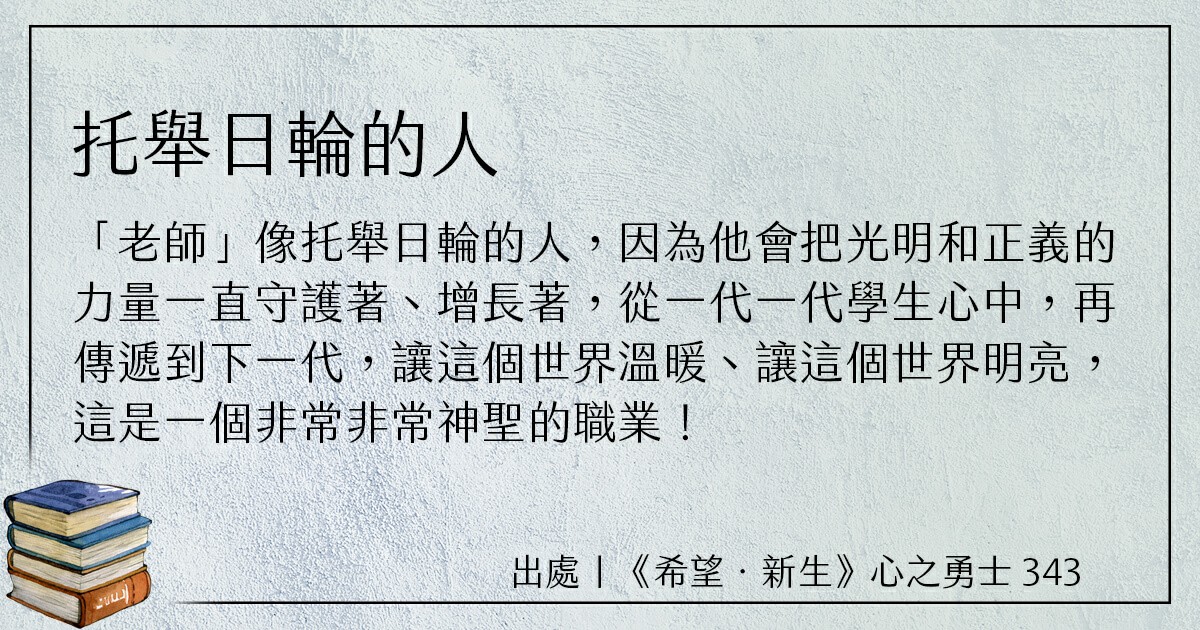 托舉日輪的人
「老師」像托舉日輪的人，因為他會把光明和正義的
力量一直守護著、增長著，從一代一代學生心中，再
傳遞到下一代，讓這個世界溫暖、讓這個世界明亮，
這是一個非常非常神聖的職業！
出處｜《希望．新生》心之勇士 343